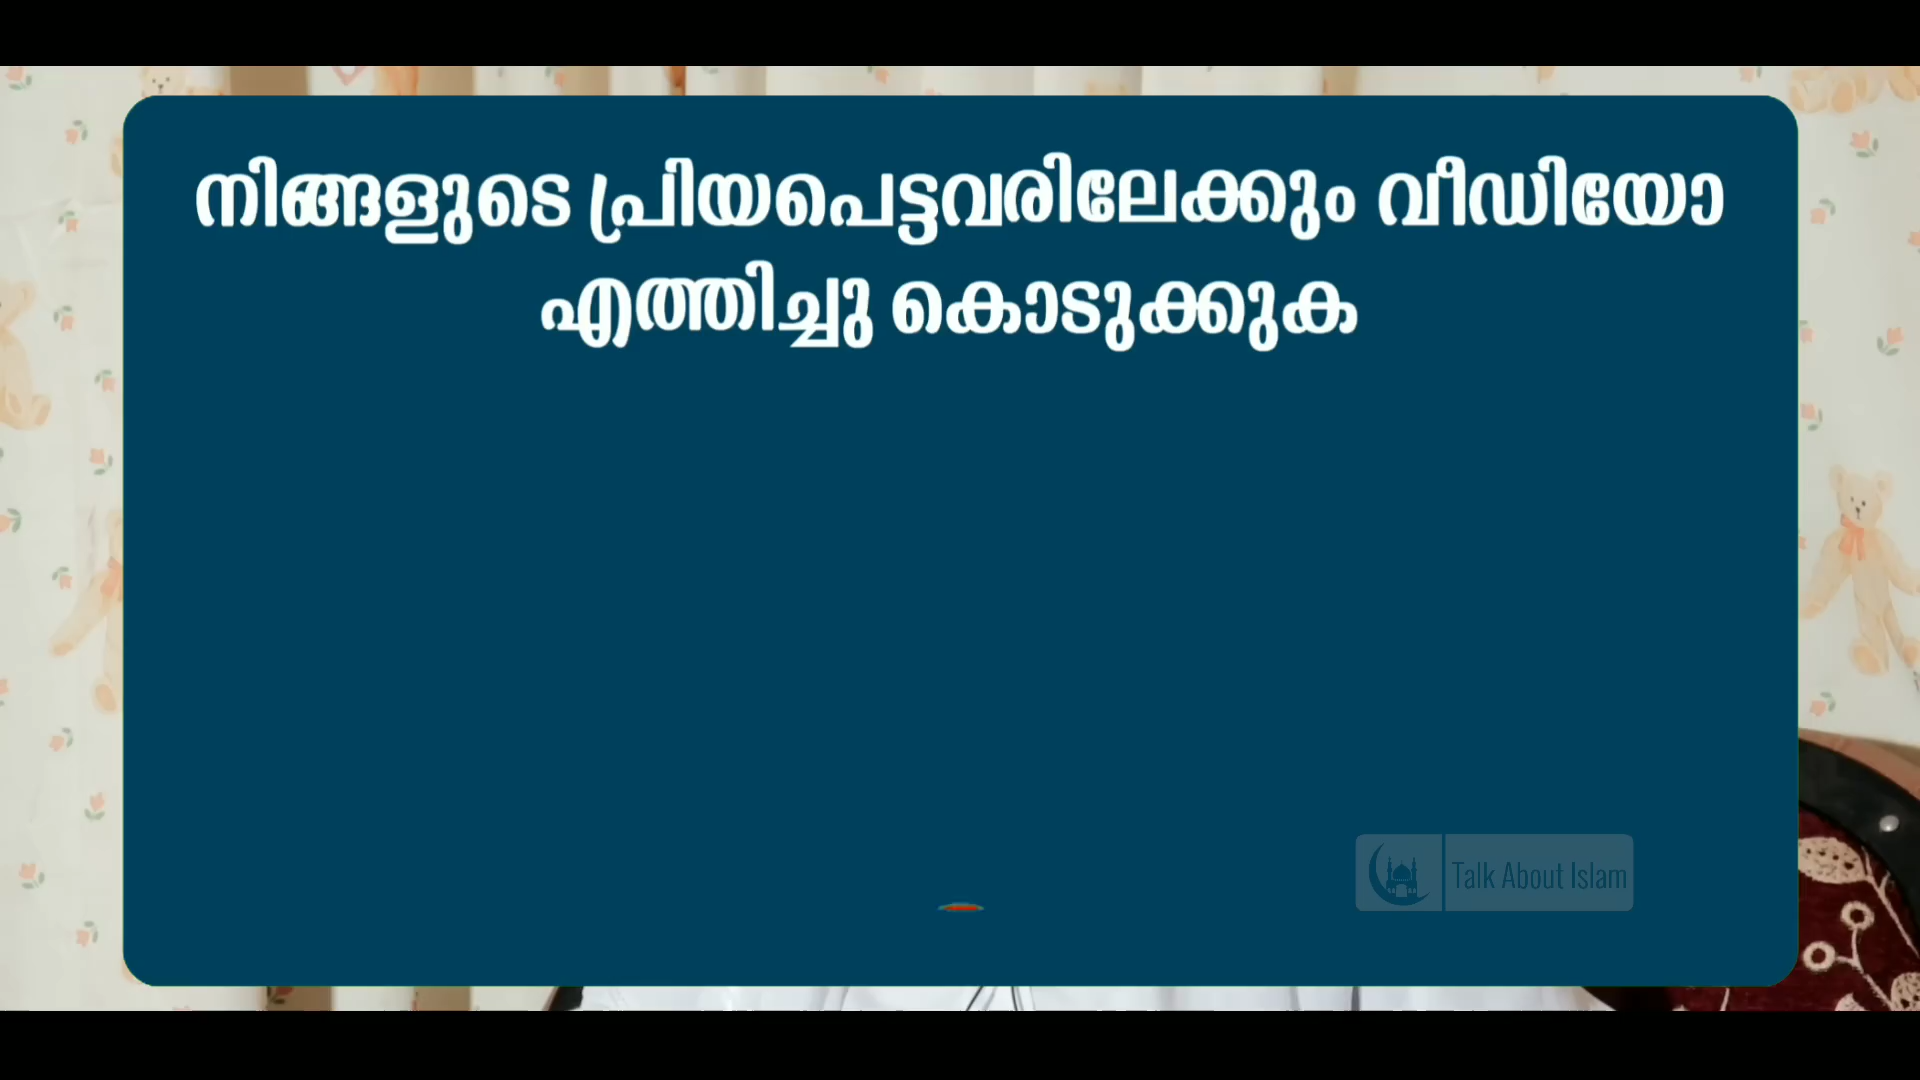 നിങ്ങളുടെ പ്രിയപെട്ടവരിലേക്കും വീഡിയോ
എത്തിച്ചു കൊടുക്കുക
Talk About Islam